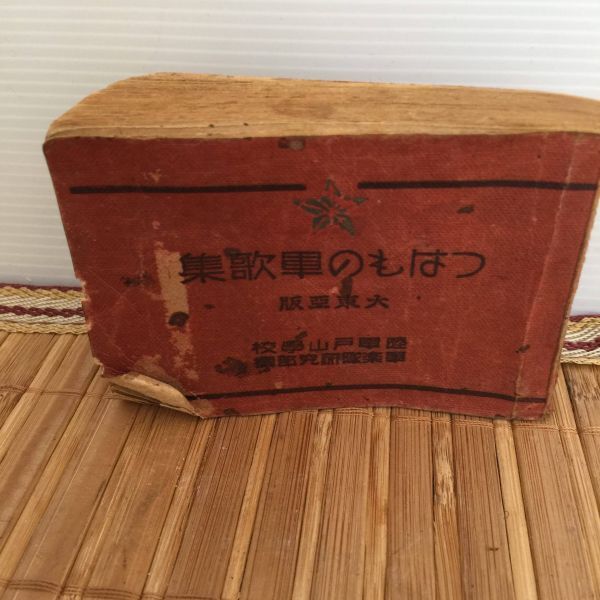 つはもの軍歌集
大東亜版
陸軍戸山學校
軍楽隊研究部編